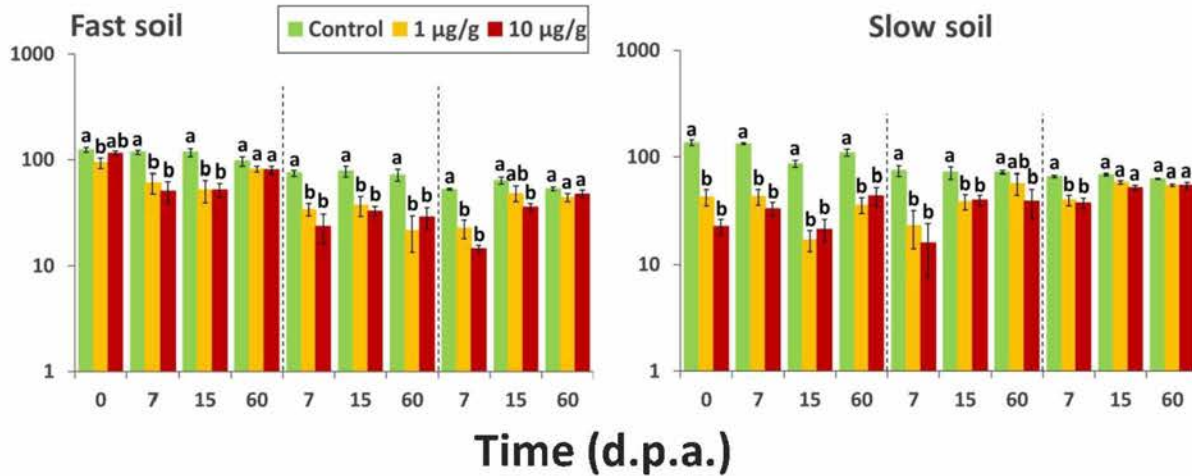 Fast soil
Control 1 µg/g 10 µg/g
Slow soil
1000
100
10
1
a b ab a b b a b b a a a a b b a b b a b b a b b a ab b a a a
0 7 15 60 7 15 60 7 15 60
1000
100
10
1
a b b a b b a b b a b b a b b a b b a ab b a b b a a a a a a
0 7 15 60 7 15 60 7 15 60
Time (d.p.a.)